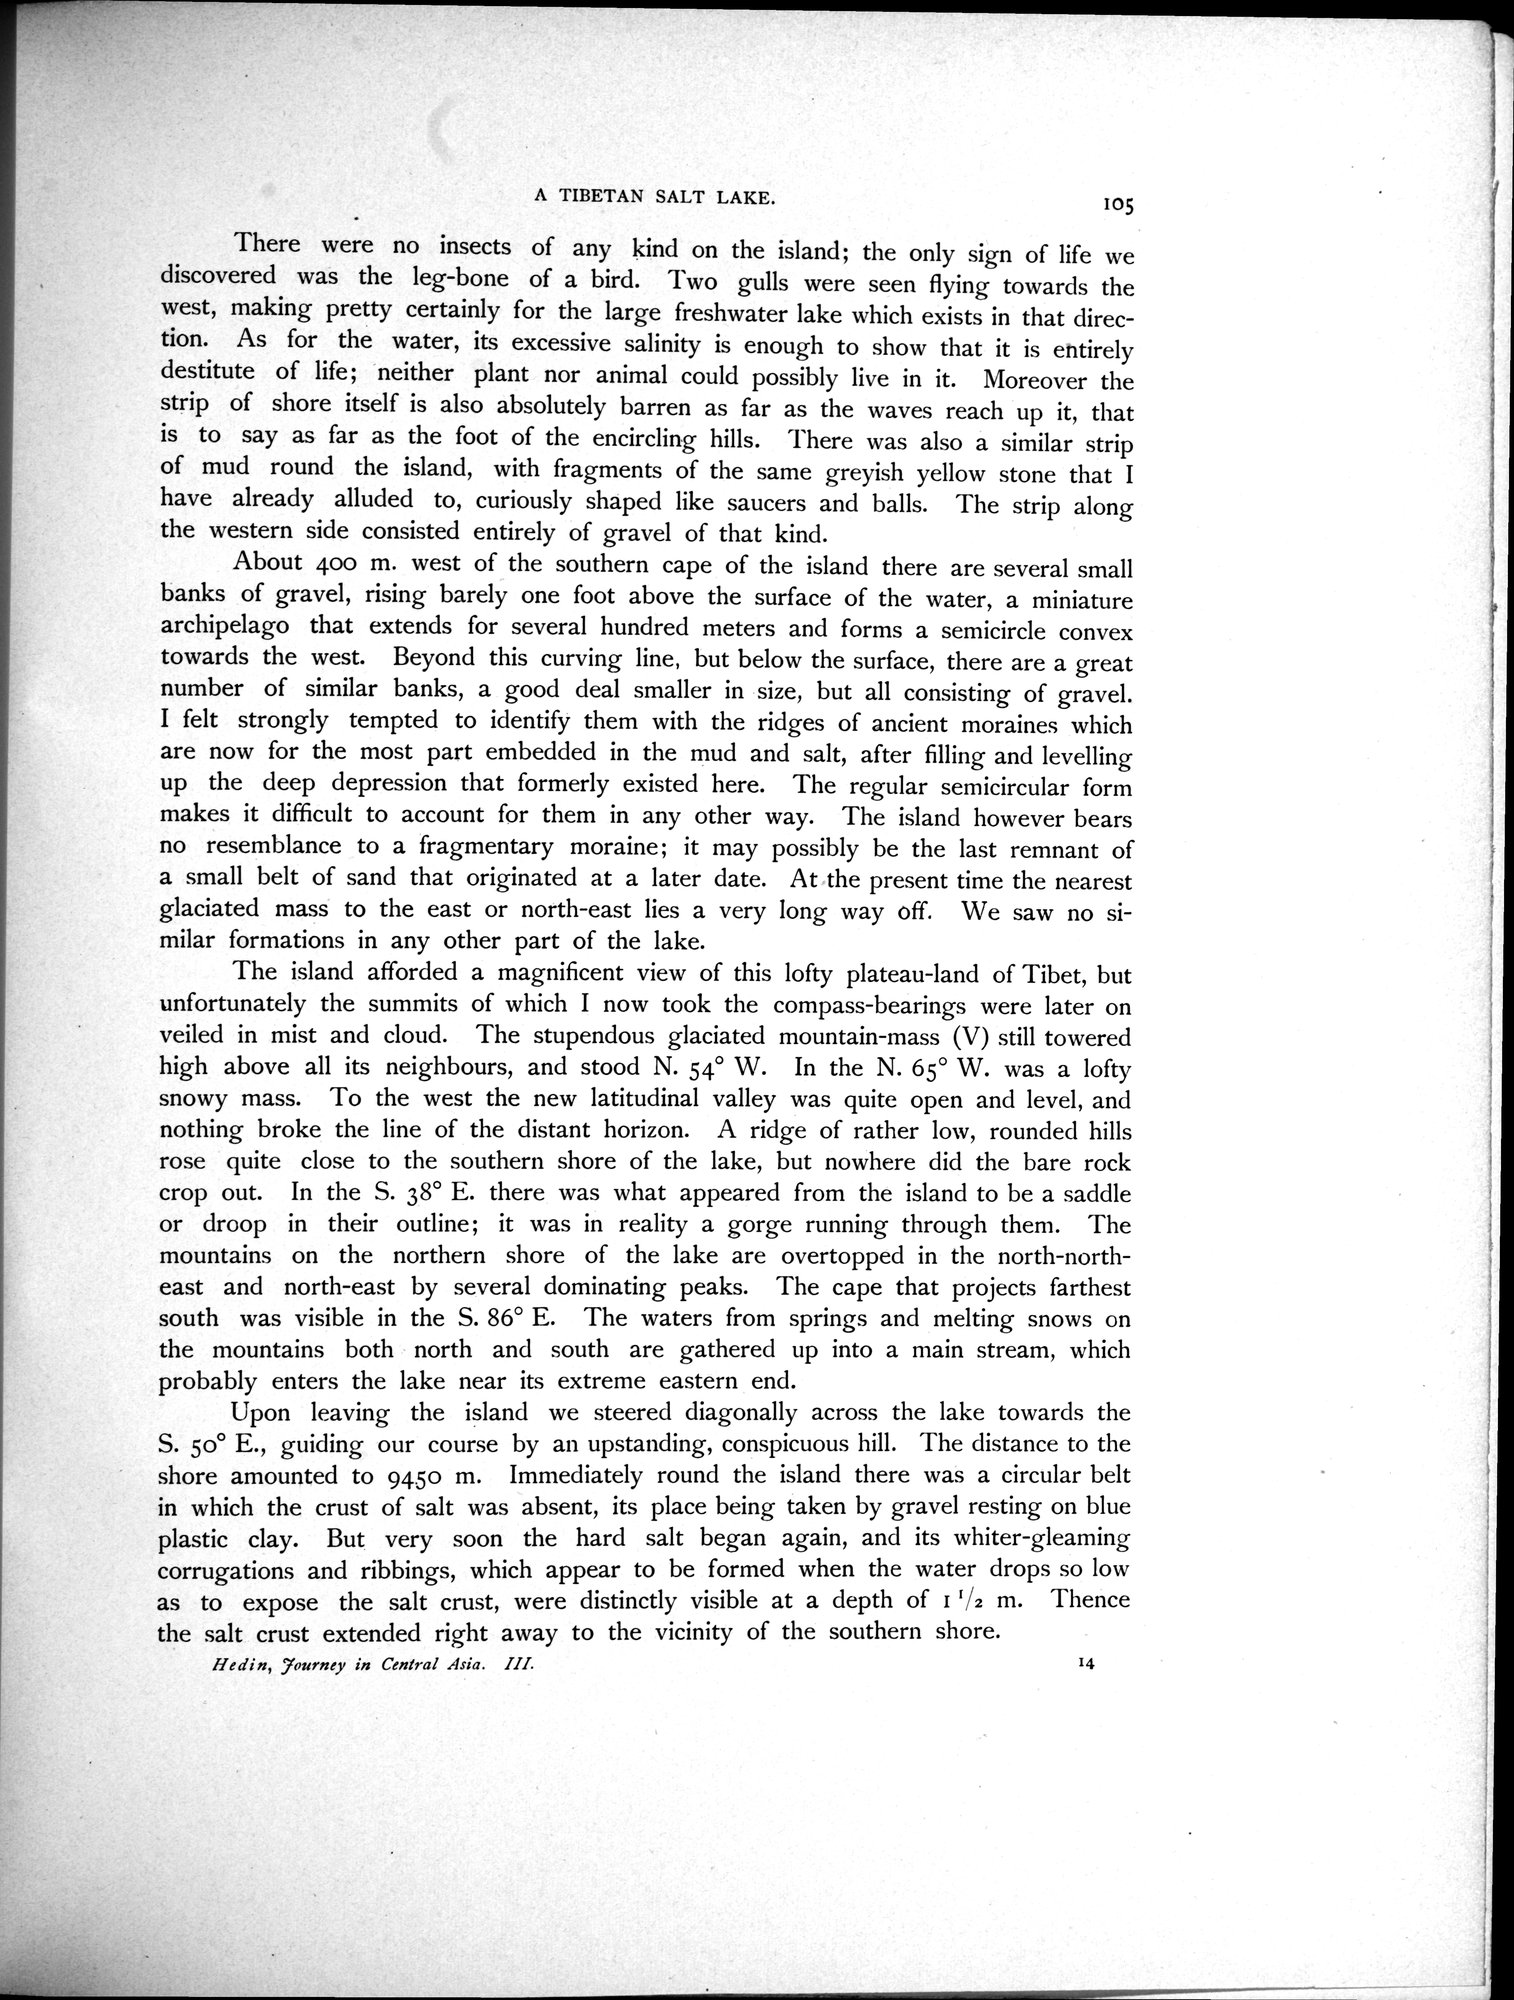 A TIBETAN SALT LAKE.
105
There were no insects of any kind on the island; the only sign of life we
discovered was the leg-bone of a bird. Two gulls were seen flying towards the
west, making pretty certainly for the large freshwater lake which exists in that direc-
tion. As for the water, its excessive salinity is enough to show that it is entirely
destitute of life; neither plant nor animal could possibly live in it. Moreover the
strip of shore itself is also absolutely barren as far as the waves reach up it, that
is to say as far as the foot of the encircling hills. There was also a similar strip
of mud round the island, with fragments of the same greyish yellow stone that I
have already alluded to, curiously shaped like saucers and balls. The strip along
the western side consisted entirely of gravel of that kind.
About 400 m. west of the southern cape of the island there are several small
banks of gravel, rising barely one foot above the surface of the water, a miniature
archipelago that extends for several hundred meters and forms a semicircle convex
towards the west. Beyond this curving line, but below the surface, there are a great
number of similar banks, a good deal smaller in size, but all consisting of gravel.
I felt strongly tempted to identify them with the ridges of ancient moraines which
are now for the most part embedded in the mud and salt, after filling and levelling
up the deep depression that formerly existed here. The regular semicircular form
makes it difficult to account for them in any other way. The island however bears
no resemblance to a fragmentary moraine; it may possibly be the last remnant of
a small belt of sand that originated at a later date. At the present time the nearest
glaciated mass to the east or north-east lies a very long way off. We saw no si-
milar formations in any other part of the lake.
The island afforded a magnificent view of this lofty plateau-land of Tibet, but
unfortunately the summits of which I now took the compass-bearings were later on
veiled in mist and cloud. The stupendous glaciated mountain-mass (V) still towered
high above all its neighbours, and stood N. 54° W. In the N. 65° W. was a lofty
snowy mass. To the west the new latitudinal valley was quite open and level, and
nothing broke the line of the distant horizon. A ridge of rather low, rounded hills
rose quite close to the southern shore of the lake, but nowhere did the bare rock
crop out. In the S. 38° E. there was what appeared from the island to be a saddle
or droop in their outline; it was in reality a gorge running through them. The
mountains on the northern shore of the lake are overtopped in the north-north-
east and north-east by several dominating peaks. The cape that projects farthest
south was visible in the S. 86° E. The waters from springs and melting snows on
the mountains both north and south are gathered up into a main stream, which
probably enters the lake near its extreme eastern end.
Upon leaving the island we steered diagonally across the lake towards the
S. 50° E., guiding our course by an upstanding, conspicuous hill. The distance to the
shore amounted to 9450 m. Immediately round the island there was a circular belt
in which the crust of salt was absent, its place being taken by gravel resting on blue
plastic clay. But very soon the hard salt began again, and its whiter-gleaming
corrugations and ribbings, which appear to be formed when the water drops so low
as to expose the salt crust, were distinctly visible at a depth of 1 1/2 m. Thence
the salt crust extended right away to the vicinity of the southern shore.
Hedin, Journey in Central Asia. III.
14